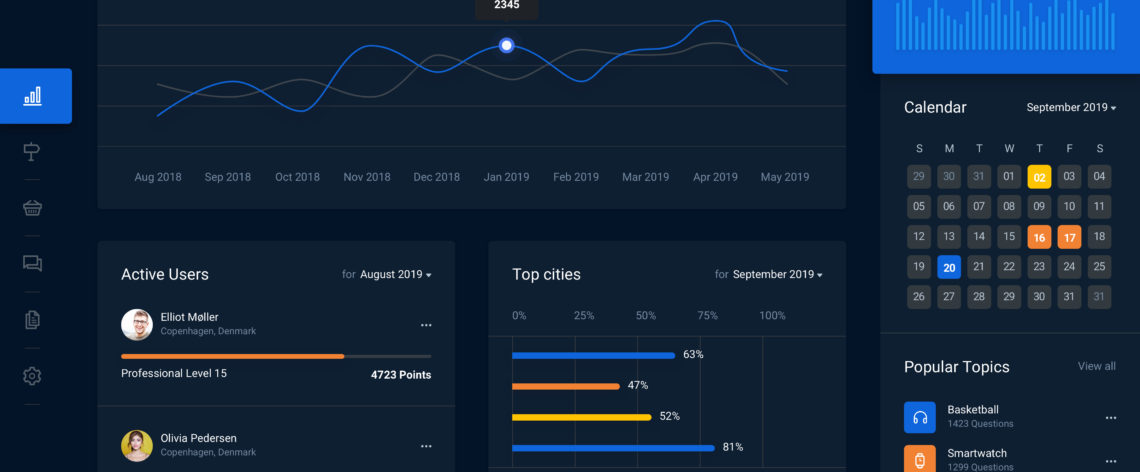 2345
Aug 2018 Sep 2018 Oct 2018 Nov 2018 Dec 2018 Jan 2019 Feb 2019 Mar 2019 Apr 2019 May 2019
Active Users for August 2019
Elliot Møller
Copenhagen, Denmark
Professional Level 15 4723 Points
Olivia Pedersen
Copenhagen, Denmark
Top cities for September 2019
0% 25% 50% 75% 100%
63%
47%
52%
81%
Calendar September 2019
S M T W T F S
29 30 31 01 02 03 04
05 06 07 08 09 10 11
12 13 14 15 16 17 18
19 20 21 22 23 24 25
26 27 28 29 30 31 31
Popular Topics View all
Basketball
1423 Questions
Smartwatch
1299 Questions